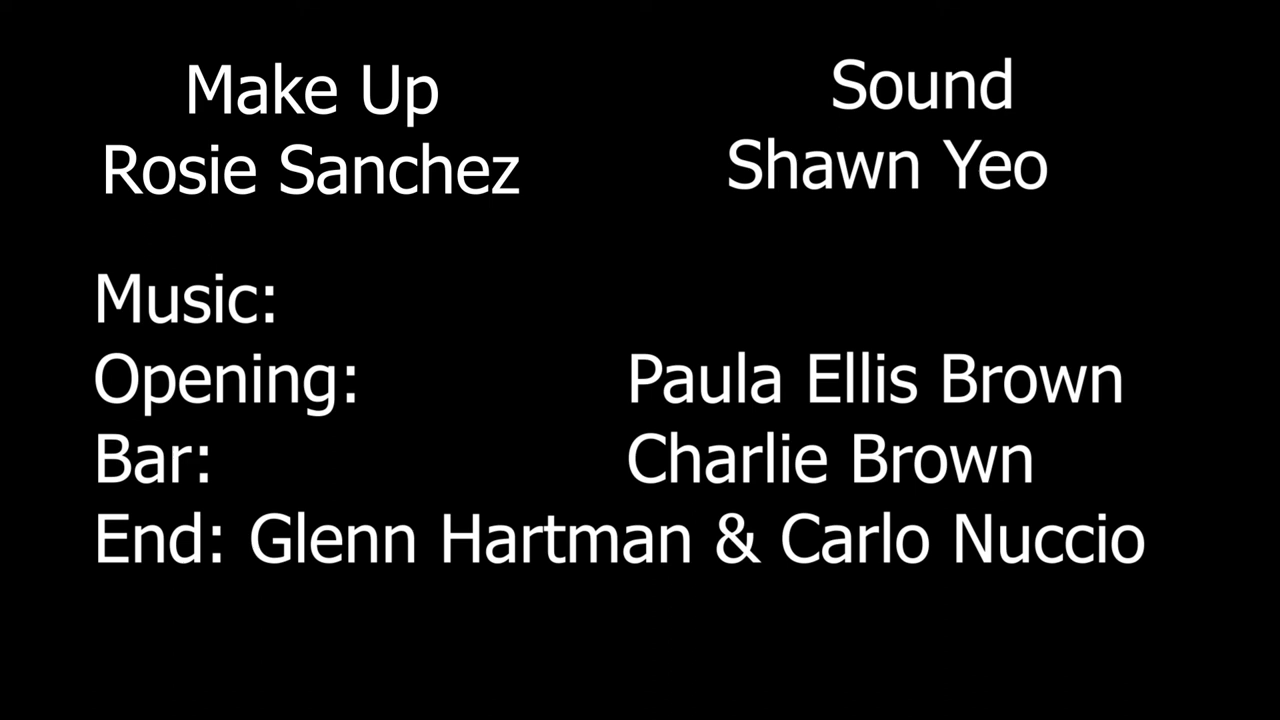 Make Up
Rosie Sanchez
Sound
Shawn Yeo
Music:
Opening: Paula Ellis Brown
Bar: Charlie Brown
End: Glenn Hartman & Carlo Nuccio